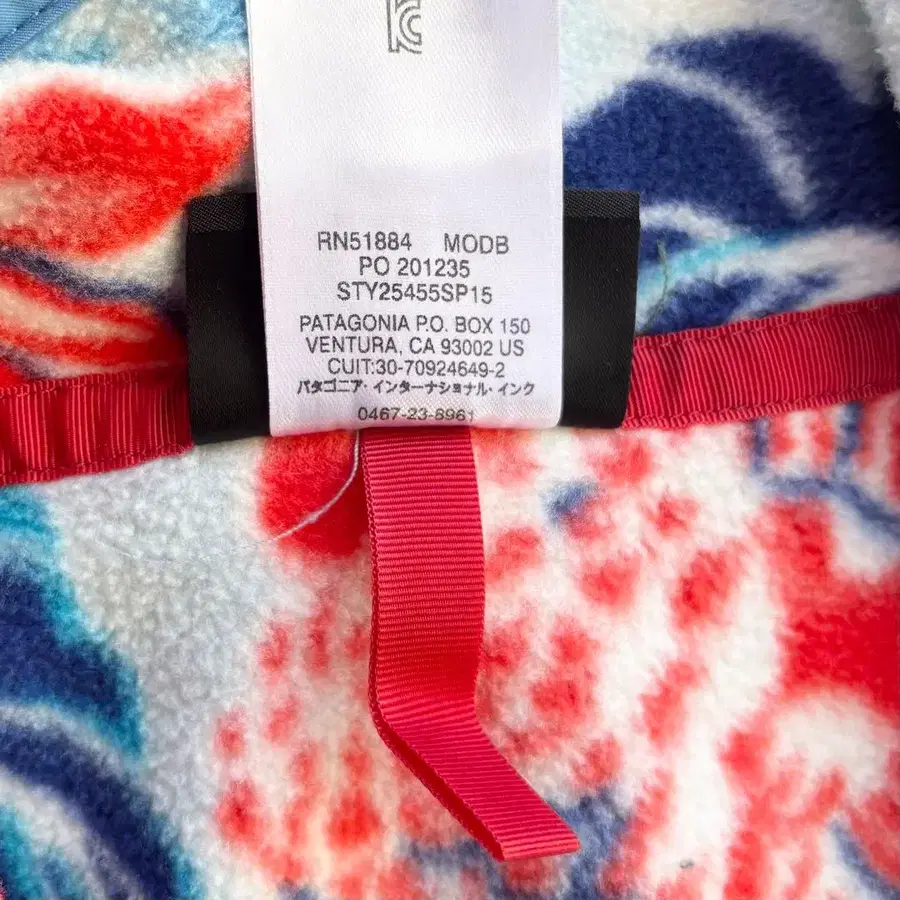 RN51884 MODB
PO 201235
STY25455SP15
PATAGONIA P.O. BOX 150
VENTURA, CA 93002 US
CUIT:30-70924649-2
パタゴニア・インターナショナル・インク
0467-23-8961